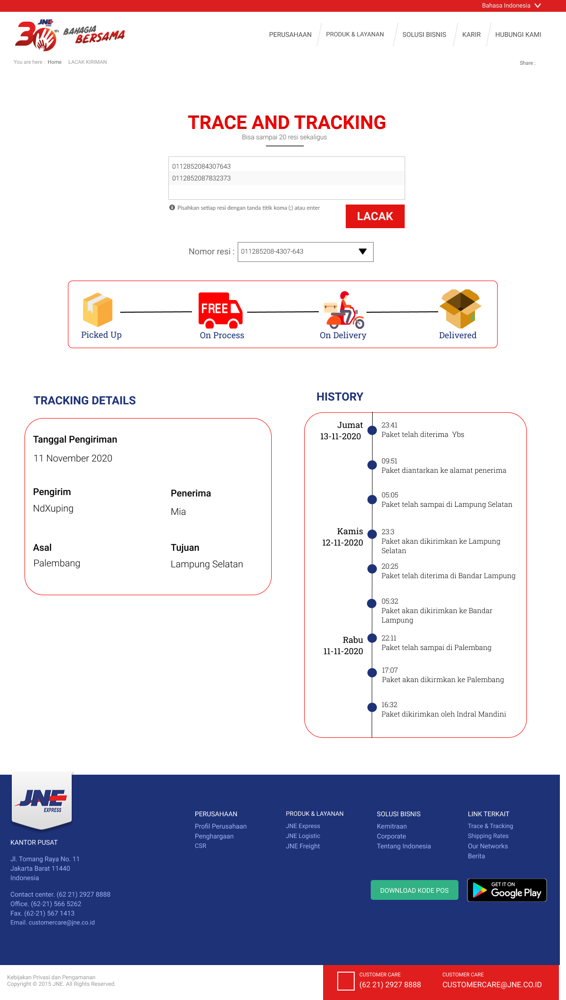 Bahasa Indonesia
JNE
EXPRESS
30th BAHAGIA
BERSAMA
PERUSAHAAN
PRODUK & LAYANAN
SOLUSI BISNIS
KARIR
HUBUNGI KAMI
You are here : Home LACAK KIRIMAN
Share :
TRACE AND TRACKING
Bisa sampai 20 resi sekaligus
0112852084307643
0112852087832373
Pisahkan setiap resi dengan tanda titik koma (;) atau enter
LACAK
Nomor resi : 011285208-4307-643
FREE
Picked Up
On Process
On Delivery
Delivered
TRACKING DETAILS
Tanggal Pengiriman
11 November 2020
Pengirim
NdXuping
Penerima
Mia
Asal
Palembang
Tujuan
Lampung Selatan
HISTORY
Jumat
13-11-2020
23:41
Paket telah diterima  Ybs
09:51
Paket diantarkan ke alamat penerima
05:05
Paket telah sampai di Lampung Selatan
Kamis
12-11-2020
23:3
Paket akan dikirimkan ke Lampung
Selatan
20:25
Paket telah diterima di Bandar Lampung
05:32
Paket akan dikirimkan ke Bandar
Lampung
Rabu
11-11-2020
22:11
Paket telah sampai di Palembang
17:07
Paket akan dikirmkan ke Palembang
16:32
Paket dikirimkan oleh Indral Mandini
JNE
EXPRESS
KANTOR PUSAT
Jl. Tomang Raya No. 11
Jakarta Barat 11440
Indonesia
Contact center. (62 21) 2927 8888
Office. (62-21) 566 5262
Fax. (62-21) 567 1413
Email. customercare@jne.co.id
PERUSAHAAN
Profil Perusahaan
Penghargaan
CSR
PRODUK & LAYANAN
JNE Express
JNE Logistic
JNE Freight
SOLUSI BISNIS
Kemitraan
Corporate
Tentang Indonesia
LINK TERKAIT
Trace & Tracking
Shipping Rates
Our Networks
Berita
DOWNLOAD KODE POS
GET IT ON
Google Play
Kebijakan Privasi dan Pengamanan
Copyright © 2015 JNE. All Rights Reserved.
CUSTOMER CARE
(62 21) 2927 8888
CUSTOMER CARE
CUSTOMERCARE@JNE.CO.ID